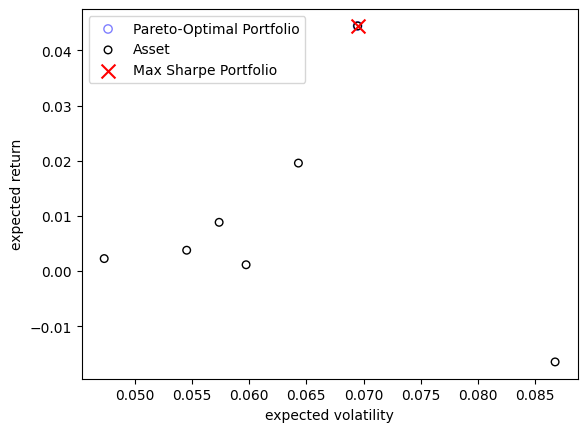 Pareto-Optimal Portfolio
Asset
Max Sharpe Portfolio
0.04
0.03
0.02
0.01
0.00
−0.01
expected return
0.050 0.055 0.060 0.065 0.070 0.075 0.080 0.085
expected volatility